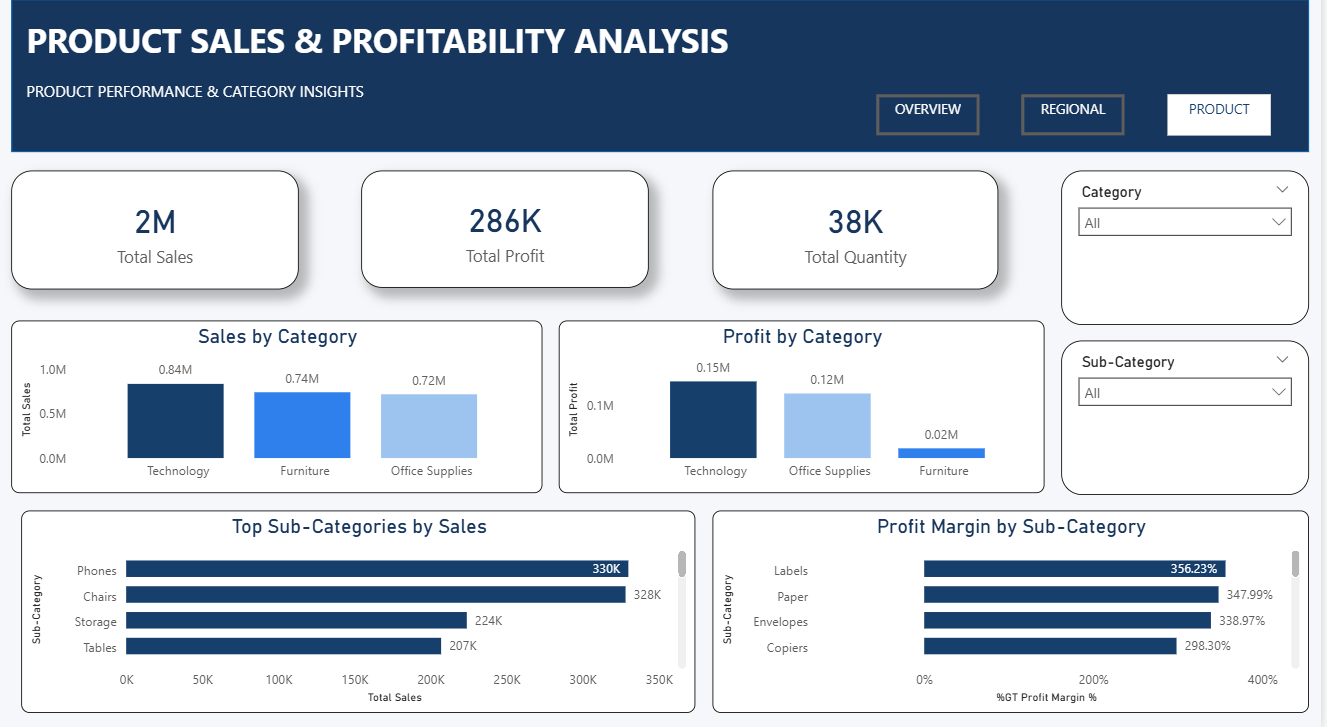 PRODUCT SALES & PROFITABILITY ANALYSIS
PRODUCT PERFORMANCE & CATEGORY INSIGHTS
OVERVIEW
REGIONAL
PRODUCT
2M
Total Sales
286K
Total Profit
38K
Total Quantity
Category
All
Sub-Category
All
Sales by Category
Total Sales
1.0M
0.5M
0.0M
0.84M
0.74M
0.72M
Technology
Furniture
Office Supplies
Profit by Category
Total Profit
0.1M
0.0M
0.15M
0.12M
0.02M
Technology
Office Supplies
Furniture
Top Sub-Categories by Sales
Sub-Category
Phones
330K
Chairs
328K
Storage
224K
Tables
207K
0K
50K
100K
150K
200K
250K
300K
350K
Total Sales
Profit Margin by Sub-Category
Sub-Category
Labels
356.23%
Paper
347.99%
Envelopes
338.97%
Copiers
298.30%
0%
200%
400%
%GT Profit Margin %